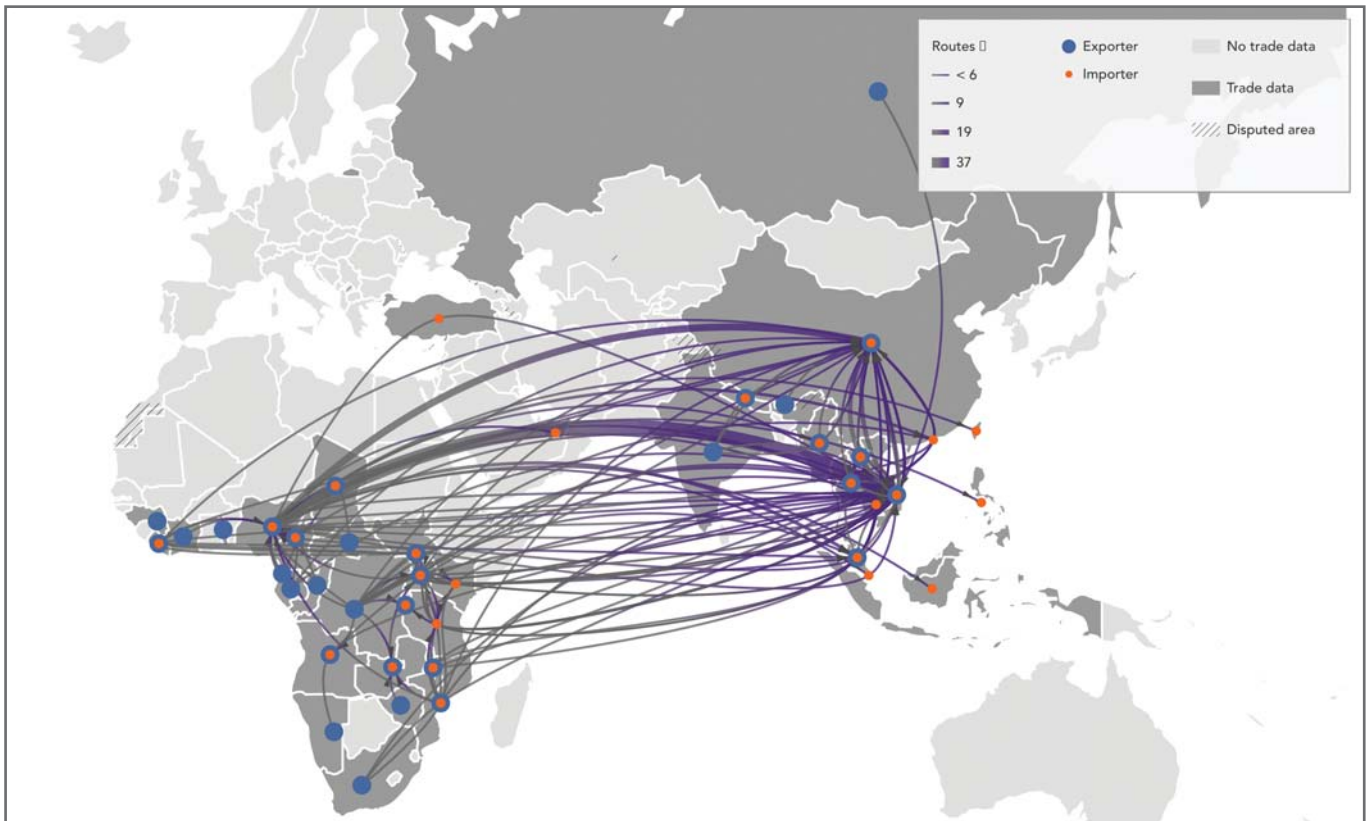 Routes
< 6
9
19
37
Exporter
Importer
No trade data
Trade data
Disputed area